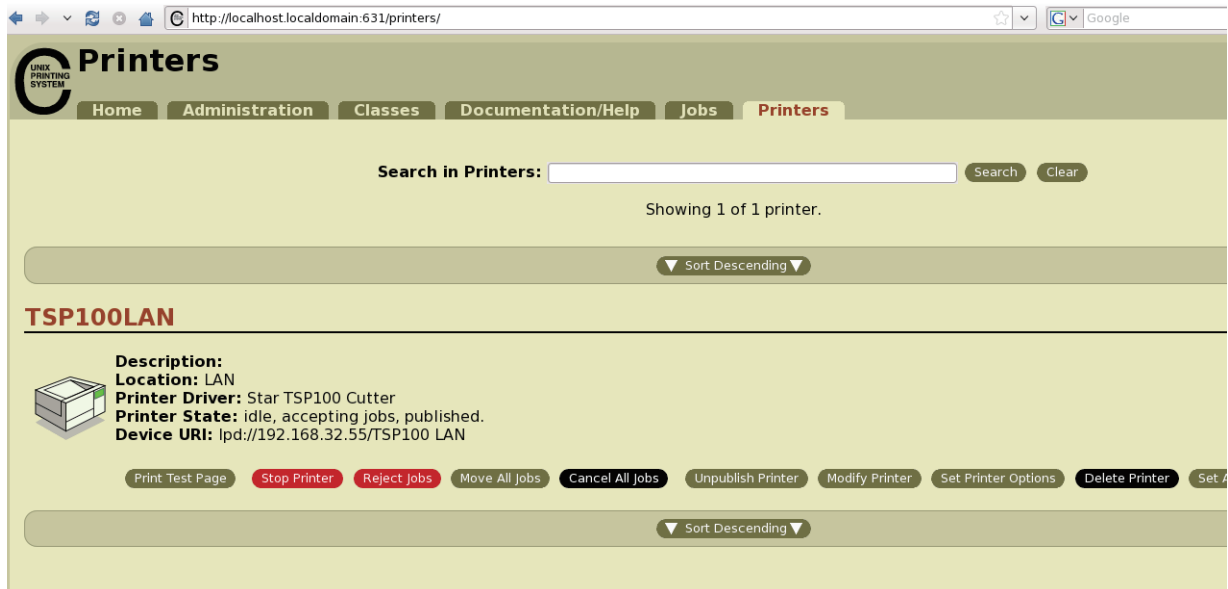 http://localhost.localdomain:631/printers/
Google
UNIX
PRINTING
SYSTEM
Printers
Home Administration Classes Documentation/Help Jobs Printers
Search in Printers: Search Clear
Showing 1 of 1 printer.
Sort Descending
TSP100LAN
Description:
Location: LAN
Printer Driver: Star TSP100 Cutter
Printer State: idle, accepting jobs, published.
Device URI: lpd://192.168.32.55/TSP100 LAN
Print Test Page Stop Printer Reject Jobs Move All Jobs Cancel All Jobs Unpublish Printer Modify Printer Set Printer Options Delete Printer Set A
Sort Descending